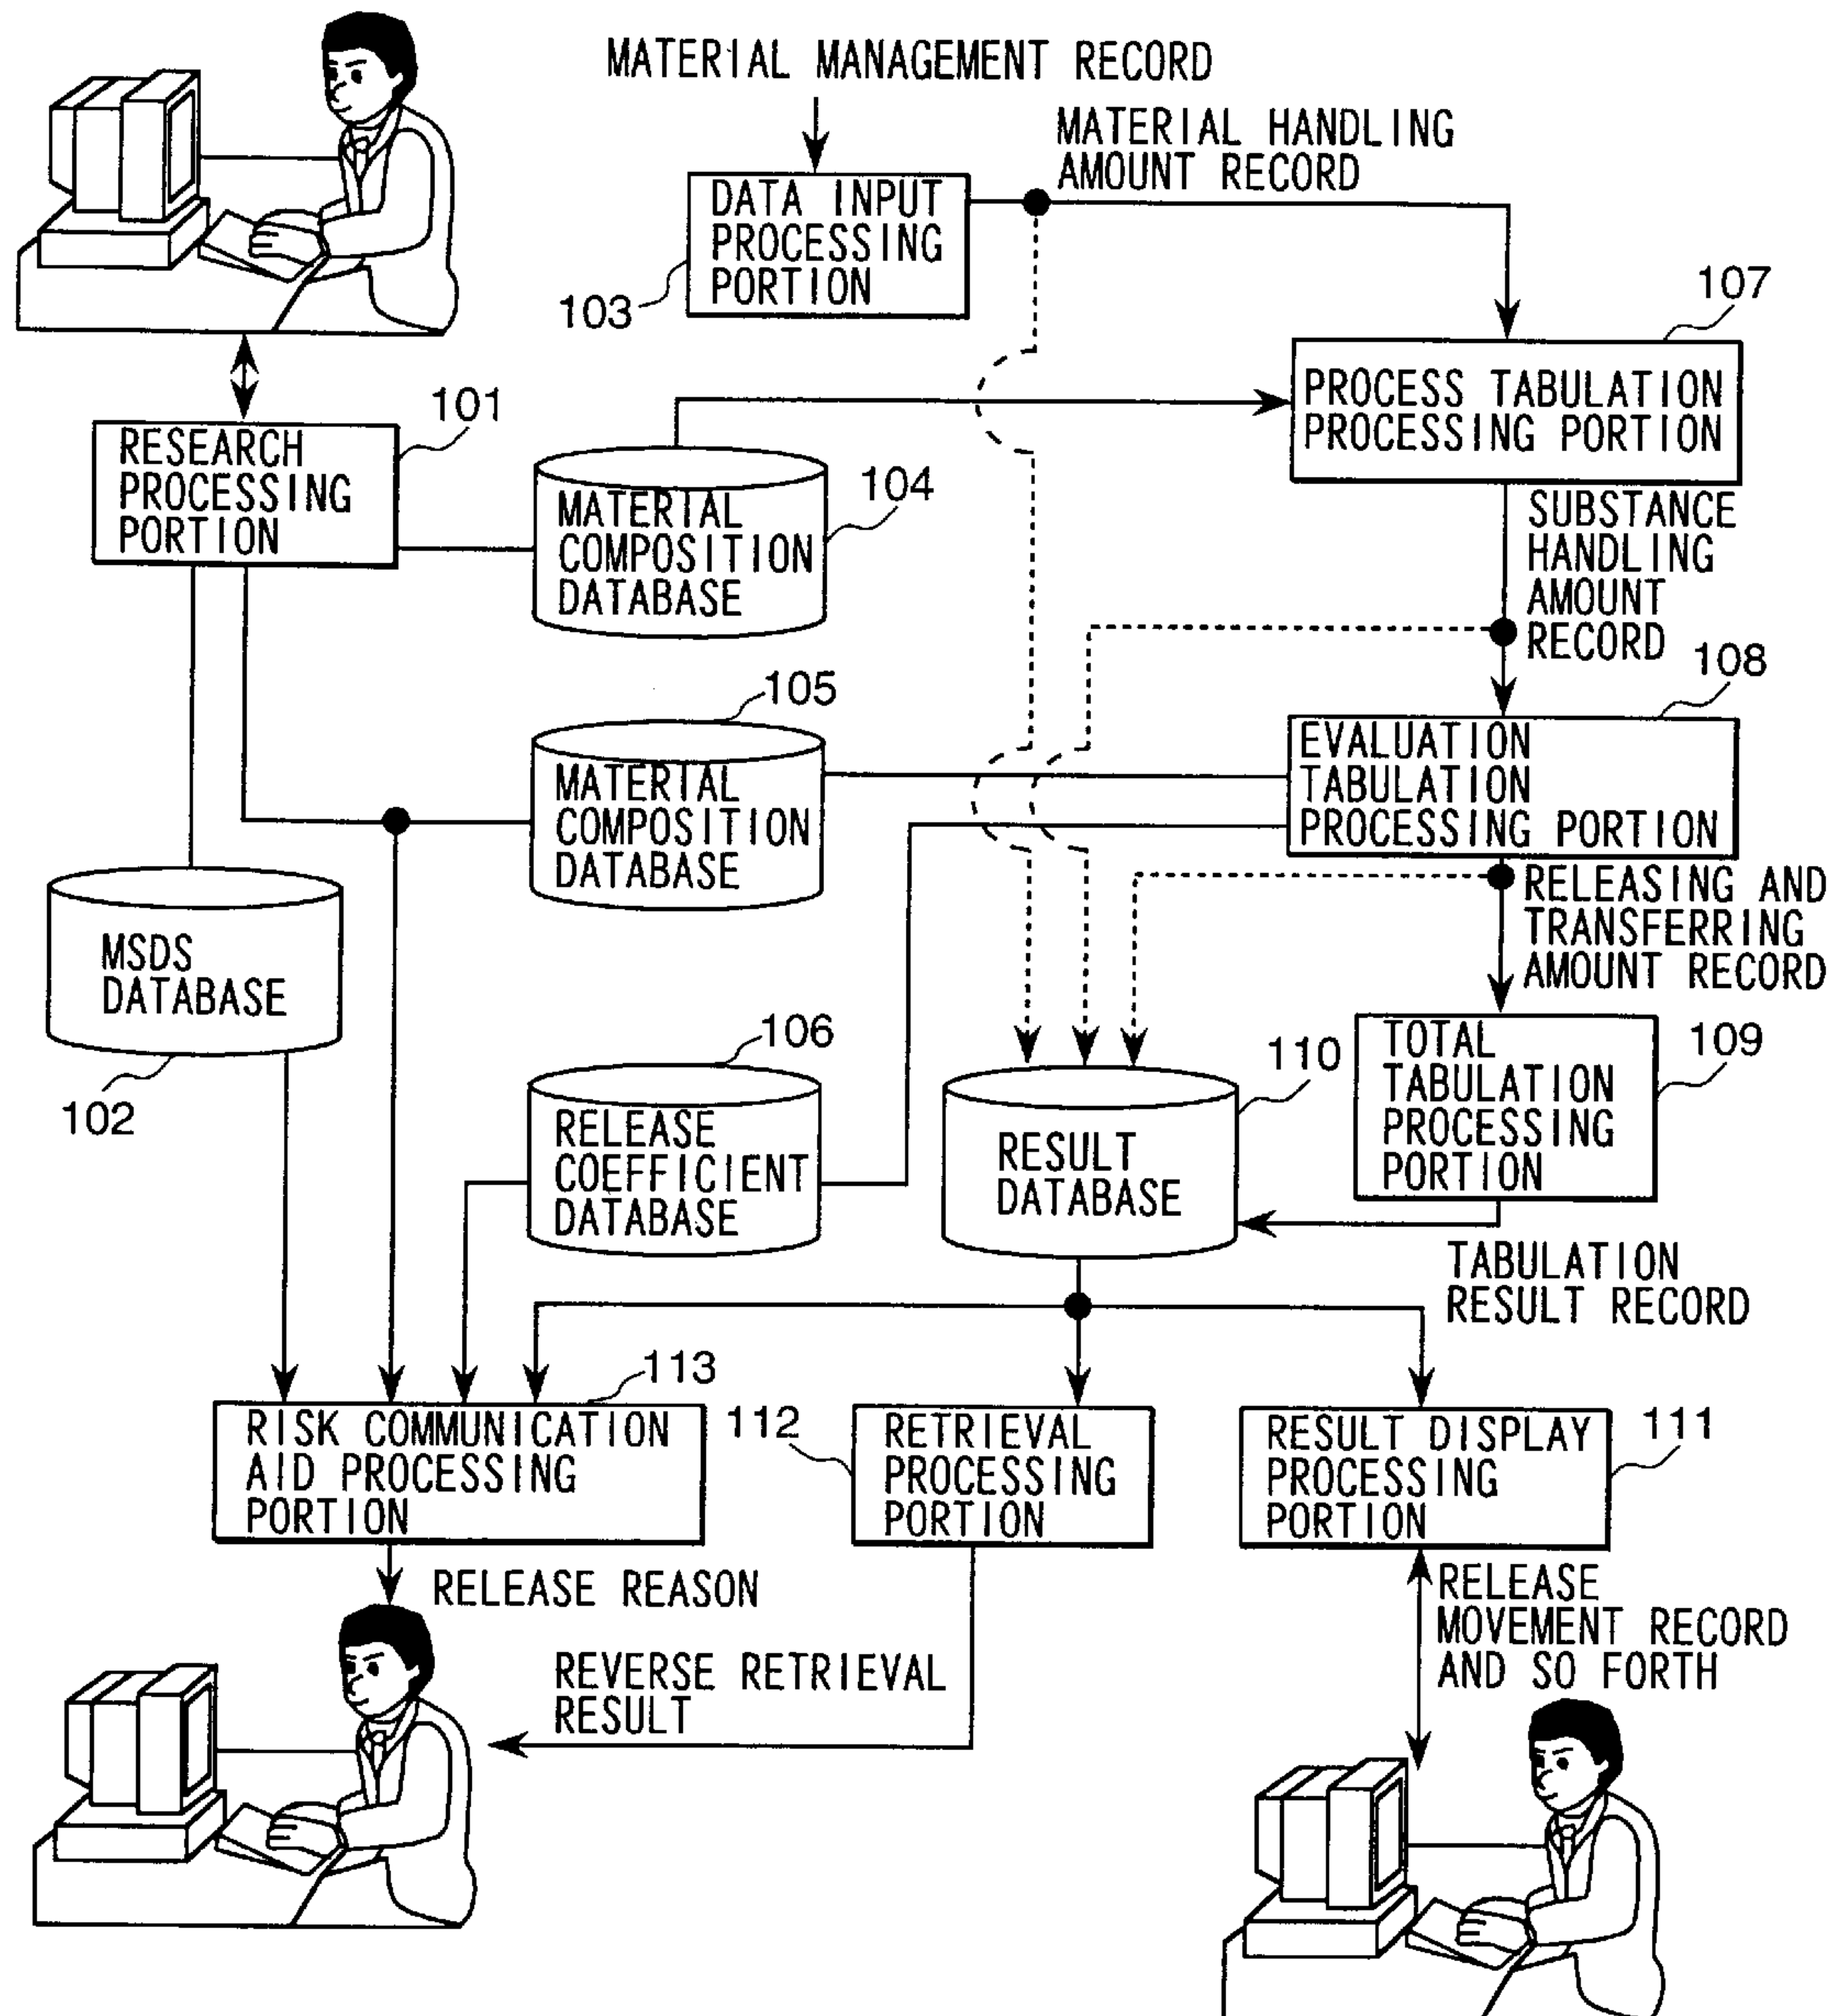 MATERIAL MANAGEMENT RECORD
MATERIAL HANDLING
AMOUNT RECORD
DATA INPUT
PROCESSING
PORTION
103
107
PROCESS TABULATION
PROCESSING PORTION
101
RESEARCH
PROCESSING
PORTION
104
MATERIAL
COMPOSITION
DATABASE
SUBSTANCE
HANDLING
AMOUNT
RECORD
105
MATERIAL
COMPOSITION
DATABASE
108
EVALUATION
TABULATION
PROCESSING PORTION
RELEASING AND
TRANSFERRING
AMOUNT RECORD
MSDS
DATABASE
102
106
RELEASE
COEFFICIENT
DATABASE
110
RESULT
DATABASE
TOTAL
TABULATION
PROCESSING
PORTION
109
TABULATION
RESULT RECORD
113
RISK COMMUNICATION
AID PROCESSING
PORTION
112
RETRIEVAL
PROCESSING
PORTION
RESULT DISPLAY
PROCESSING
PORTION
111
RELEASE REASON
REVERSE RETRIEVAL
RESULT
RELEASE
MOVEMENT RECORD
AND SO FORTH